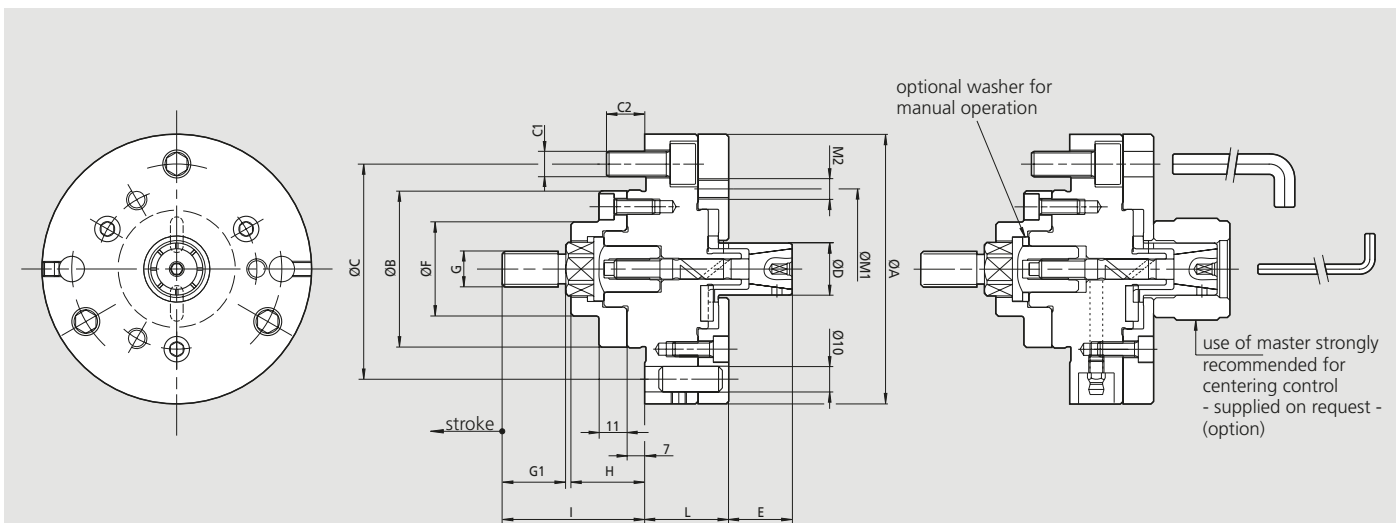 optional washer for
manual operation
C2
C1
M2
ØC
ØB
ØF
G
ØD
ØM1
ØA
Ø10
stroke
11
7
G1
H
I
L
E
use of master strongly
recommended for
centering control
- supplied on request -
(option)